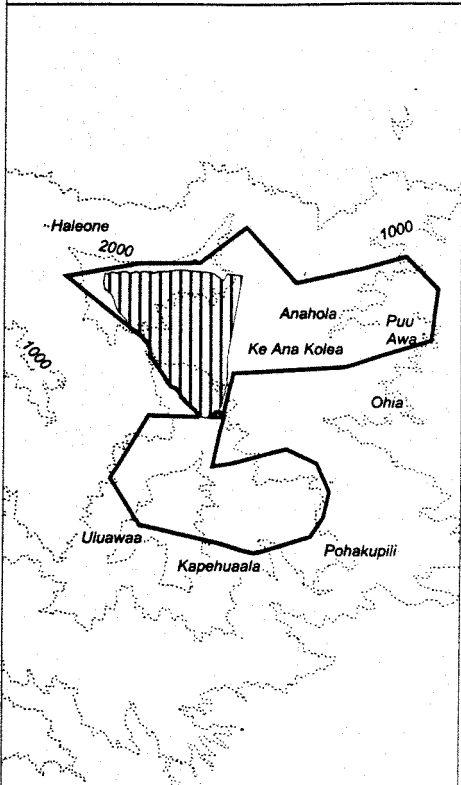 Haleone
2000
1000
Anahola
Puu
Awa
Ke Ana Kolea
1000
Ohia
Uluawaa
Kapehuaala
Pohakupili